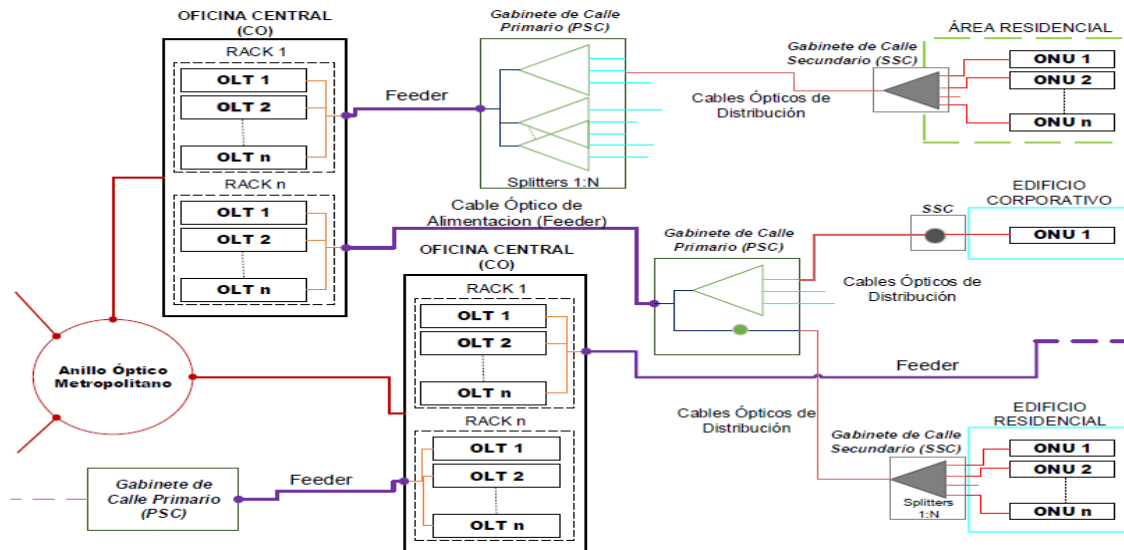 OFICINA CENTRAL
(CO)
RACK 1
OLT 1
OLT 2
OLT n
RACK n
OLT 1
OLT 2
OLT n
Feeder
Gabinete de Calle
Primario (PSC)
Splitters 1:N
Cables Ópticos de
Distribución
Gabinete de Calle
Secundario (SSC)
ÁREA RESIDENCIAL
ONU 1
ONU 2
ONU n
Cable Óptico de
Alimentacion (Feeder)
Gabinete de Calle
Primario (PSC)
SSC
EDIFICIO
CORPORATIVO
ONU 1
Cables Ópticos de
Distribución
OFICINA CENTRAL
(CO)
RACK 1
OLT 1
OLT 2
OLT n
RACK n
OLT 1
OLT 2
OLT n
Feeder
Anillo Óptico
Metropolitano
Cables Ópticos de
Distribución
Gabinete de Calle
Secundario (SSC)
Splitters
1:N
EDIFICIO
RESIDENCIAL
ONU 1
ONU 2
ONU n
Feeder
Gabinete de
Calle Primario
(PSC)